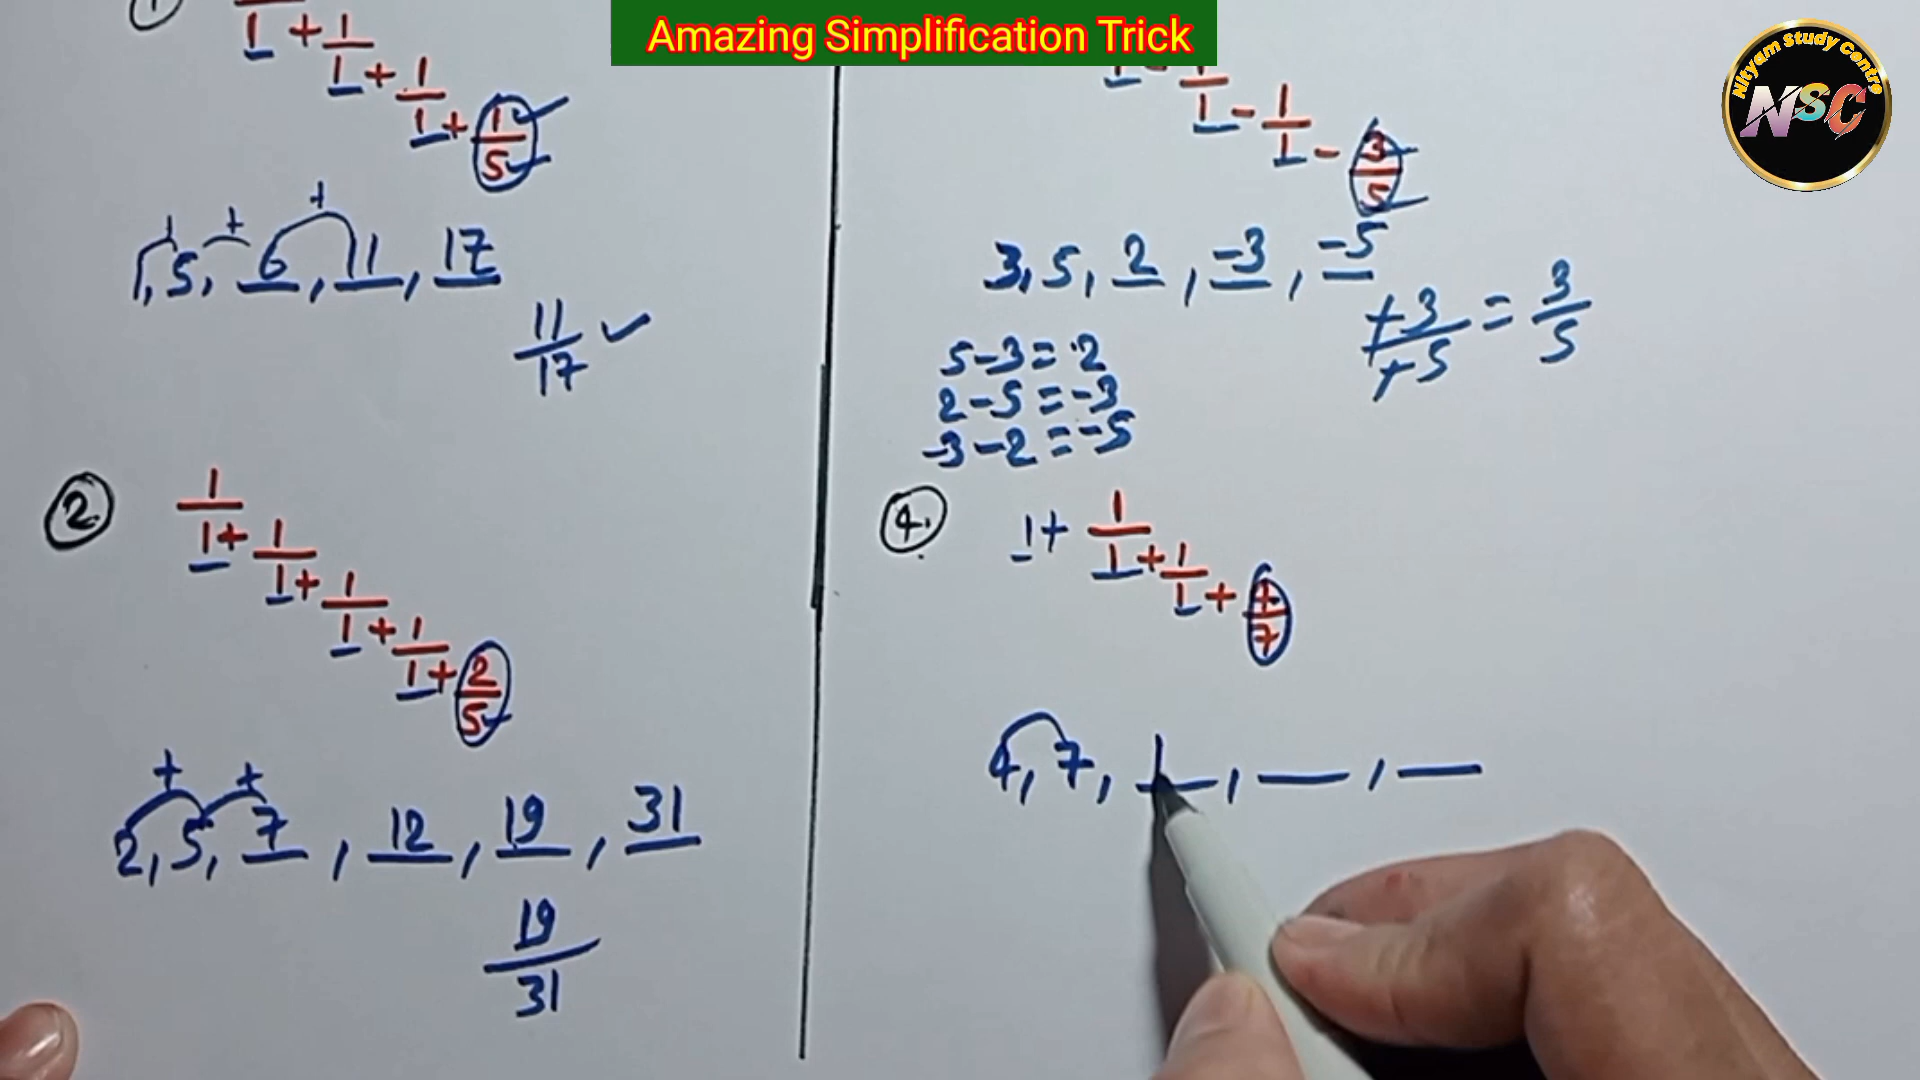 Amazing Simplification Trick
Nityam Study Centre
NSC
1 + 1
1 + 1
1 + 1
5
1, 5, 6, 11, 17
11
17
2
1
1 + 1
1 + 1
1 + 1
1 + 2
5
2, 5, 7, 12, 19, 31
19
31
1 - 1
1 - 1
1 - 3
5
3, 5, 2, -3, -5
+3 = 3
+5 5
5-3 = 2
2-5 = -3
-3-2 = -5
4.
1 + 1
1 + 1
1 + 4
7
4, 7, 1